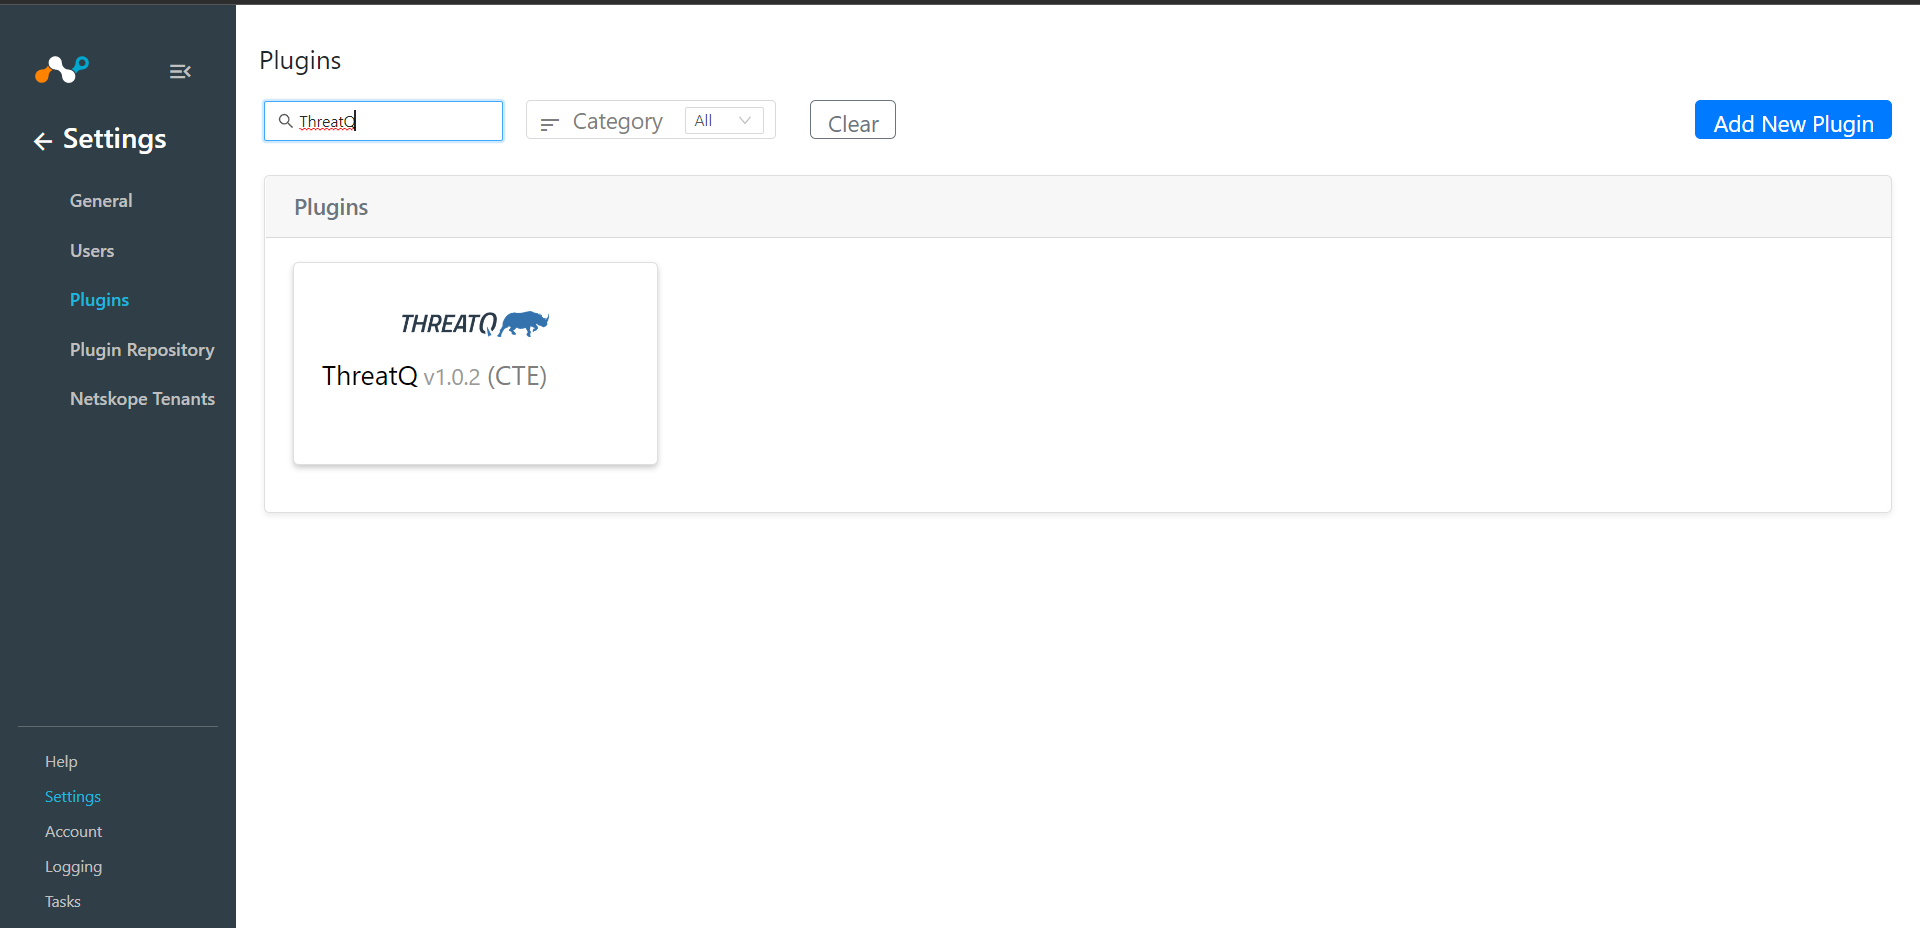 Settings
General
Users
Plugins
Plugin Repository
Netskope Tenants
Help
Settings
Account
Logging
Tasks
Plugins
ThreatQ
Category All
Clear
Add New Plugin
Plugins
THREATQ
ThreatQ v1.0.2 (CTE)